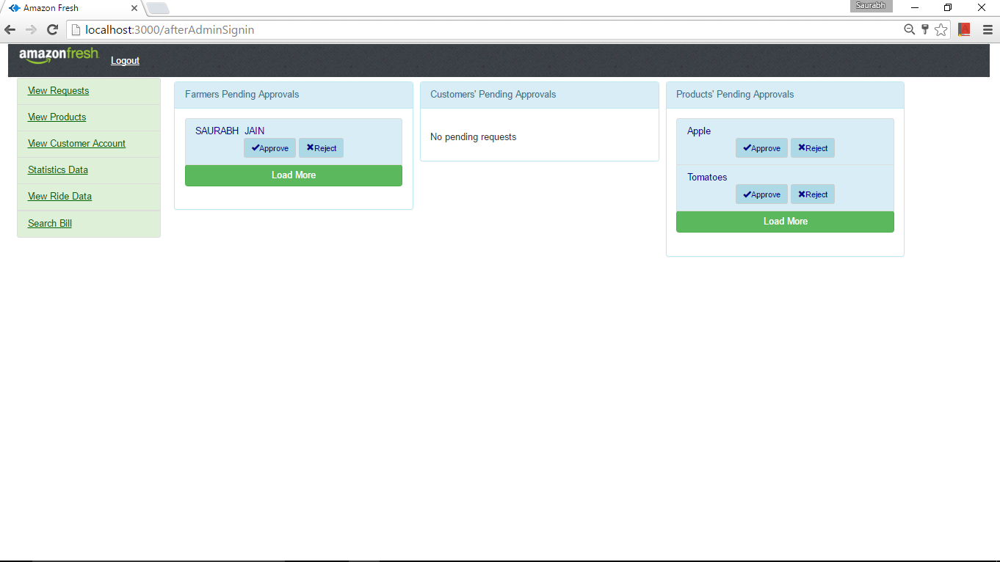 Amazon Fresh
Saurabh
localhost:3000/afterAdminSignin
amazonfresh
Logout
View Requests
View Products
View Customer Account
Statistics Data
View Ride Data
Search Bill
Farmers Pending Approvals
SAURABH JAIN
Approve Reject
Load More
Customers' Pending Approvals
No pending requests
Products' Pending Approvals
Apple
Approve Reject
Tomatoes
Approve Reject
Load More